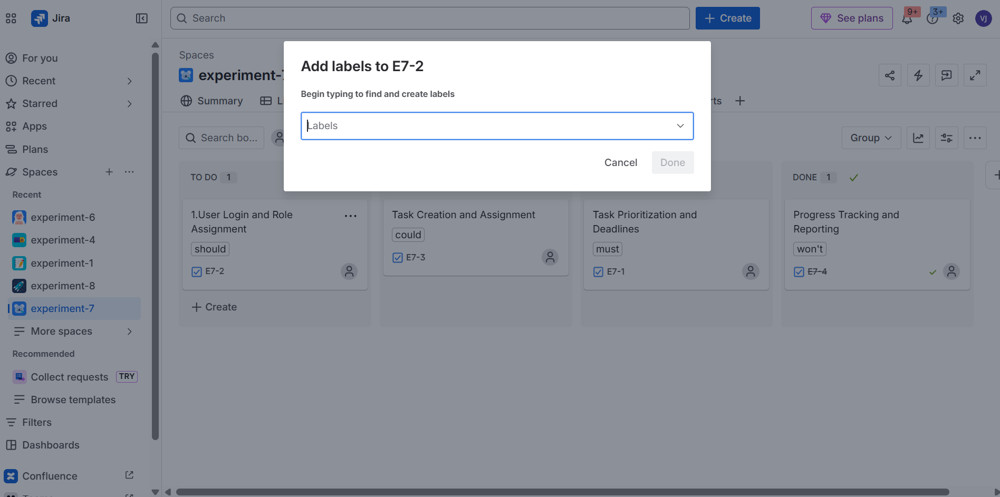 Jira
Search
Create
See plans
9+
3+
VJ
For you
Recent
Starred
Apps
Plans
Spaces
Recent
experiment-6
experiment-4
experiment-1
experiment-8
experiment-7
More spaces
Recommended
Collect requests TRY
Browse templates
Filters
Dashboards
Confluence
Spaces
experiment-7
Summary
rts
Search bo...
Group
Add labels to E7-2
Begin typing to find and create labels
Labels
Cancel
Done
TO DO 1
1.User Login and Role
Assignment
should
E7-2
Create
Task Creation and Assignment
could
E7-3
Task Prioritization and
Deadlines
must
E7-1
DONE 1
Progress Tracking and
Reporting
won't
E7-4